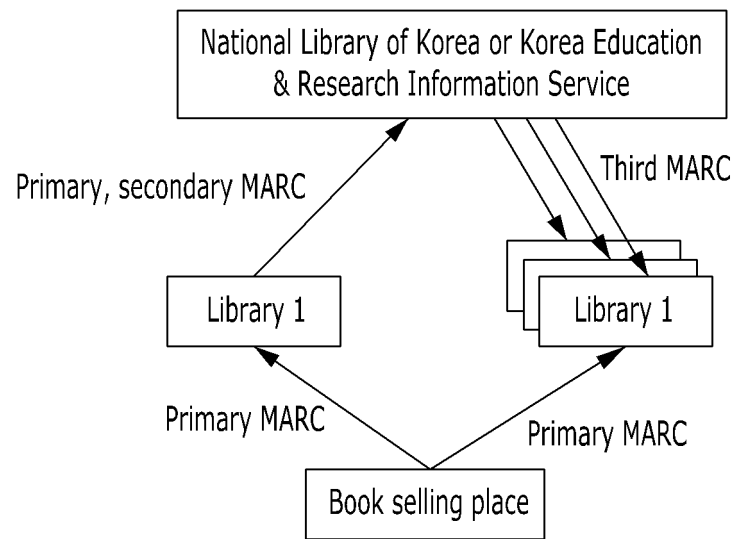 National Library of Korea or Korea Education
& Research Information Service
Primary, secondary MARC
Third MARC
Library 1
Library 1
Primary MARC
Primary MARC
Book selling place